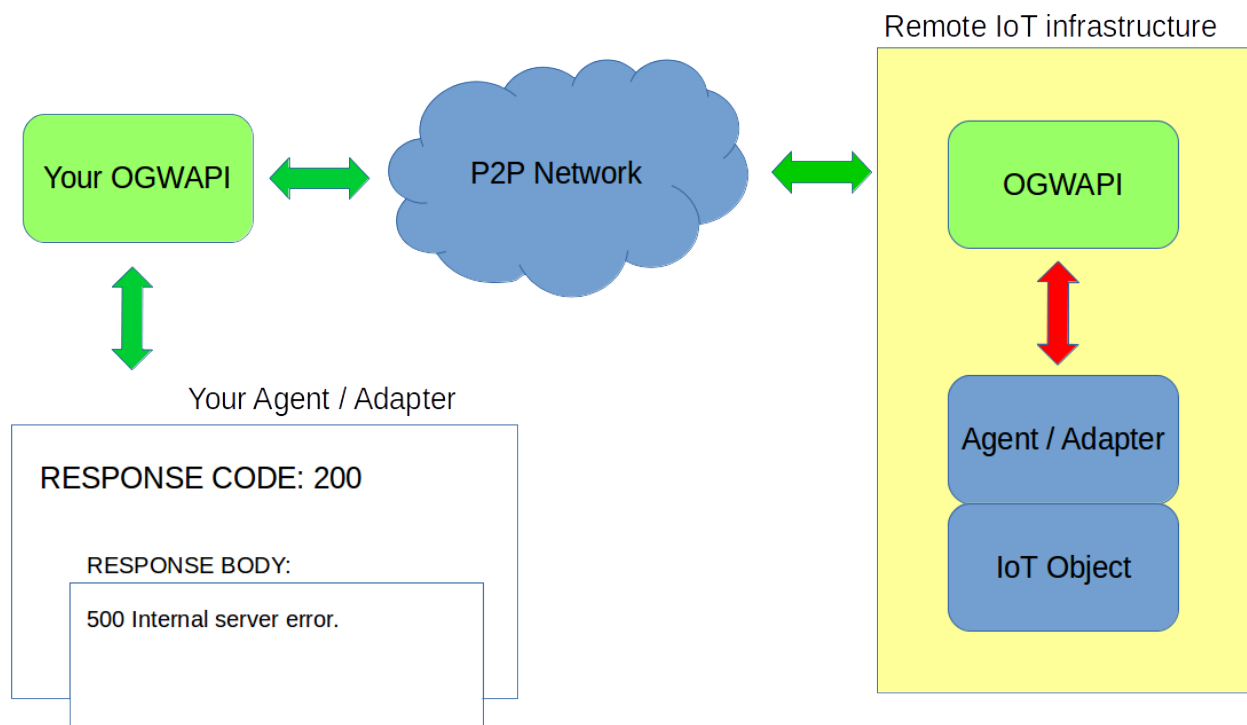 Remote IoT infrastructure
Your OGWAPI
P2P Network
OGWAPI
Your Agent / Adapter
RESPONSE CODE: 200
RESPONSE BODY:
500 Internal server error.
Agent / Adapter
IoT Object